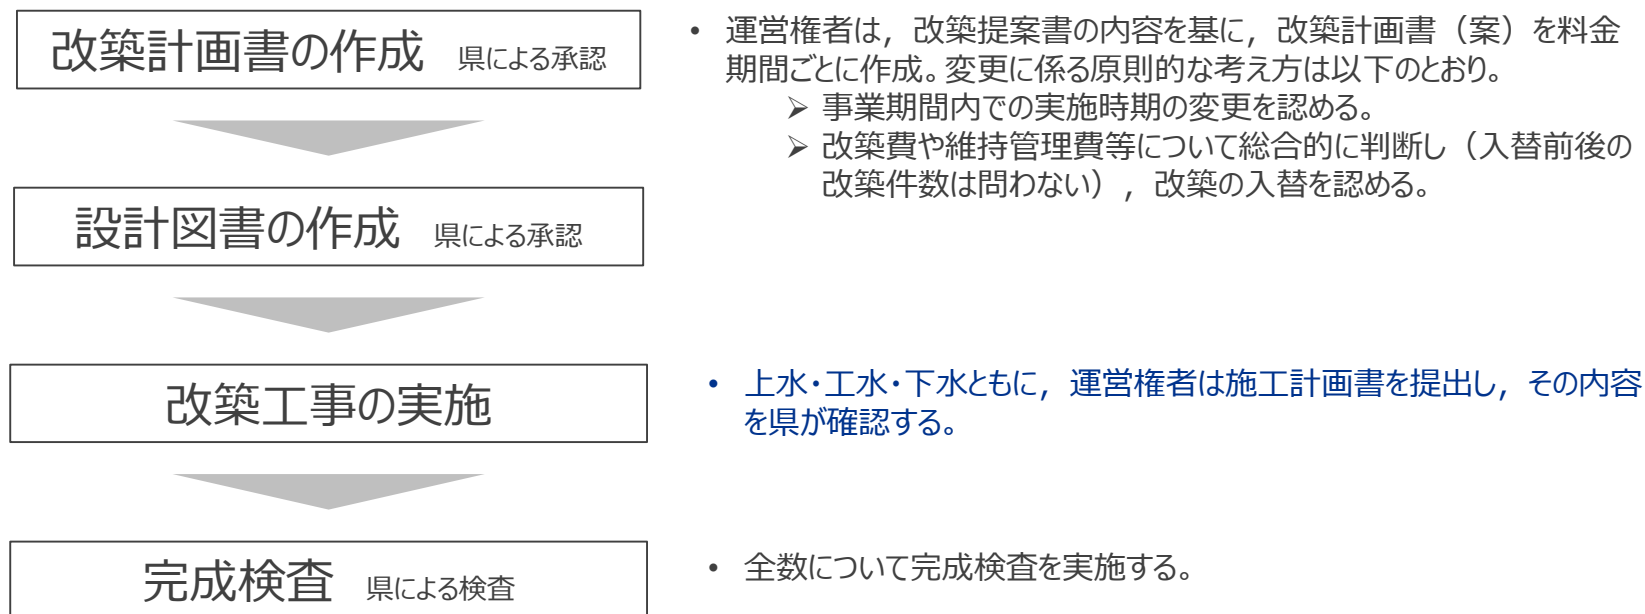 改築計画書の作成 県による承認
• 運営権者は，改築提案書の内容を基に，改築計画書（案）を料金
期間ごとに作成。変更に係る原則的な考え方は以下のとおり。
➢ 事業期間内での実施時期の変更を認める。
➢ 改築費や維持管理費等について総合的に判断し（入替前後の
改築件数は問わない），改築の入替を認める。
設計図書の作成 県による承認
改築工事の実施
• 上水・工水・下水ともに，運営権者は施工計画書を提出し，その内容
を県が確認する。
完成検査 県による検査
• 全数について完成検査を実施する。